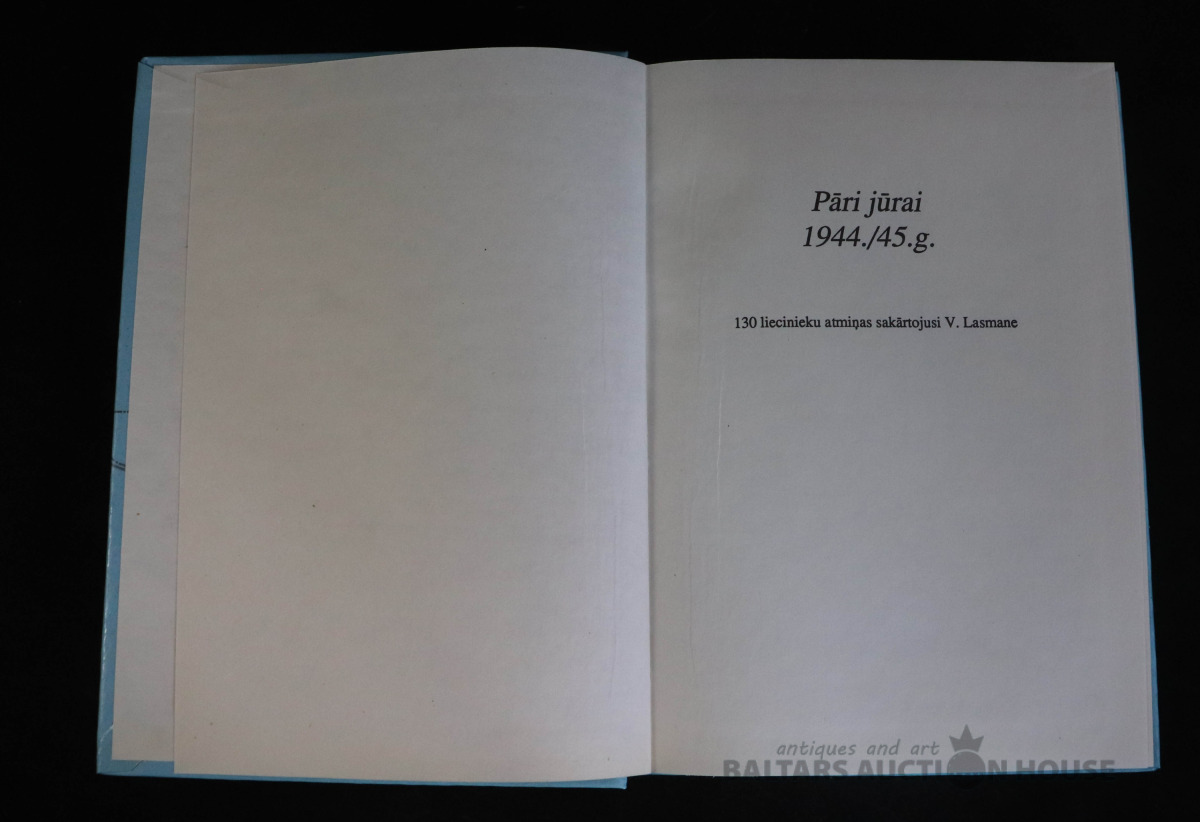 Pāri jūrai
1944./45.g.
130 liecinieku atmiņas sakārtojusi V. Lasmane
antiques and art
BALTARS AUCTION HOUSE